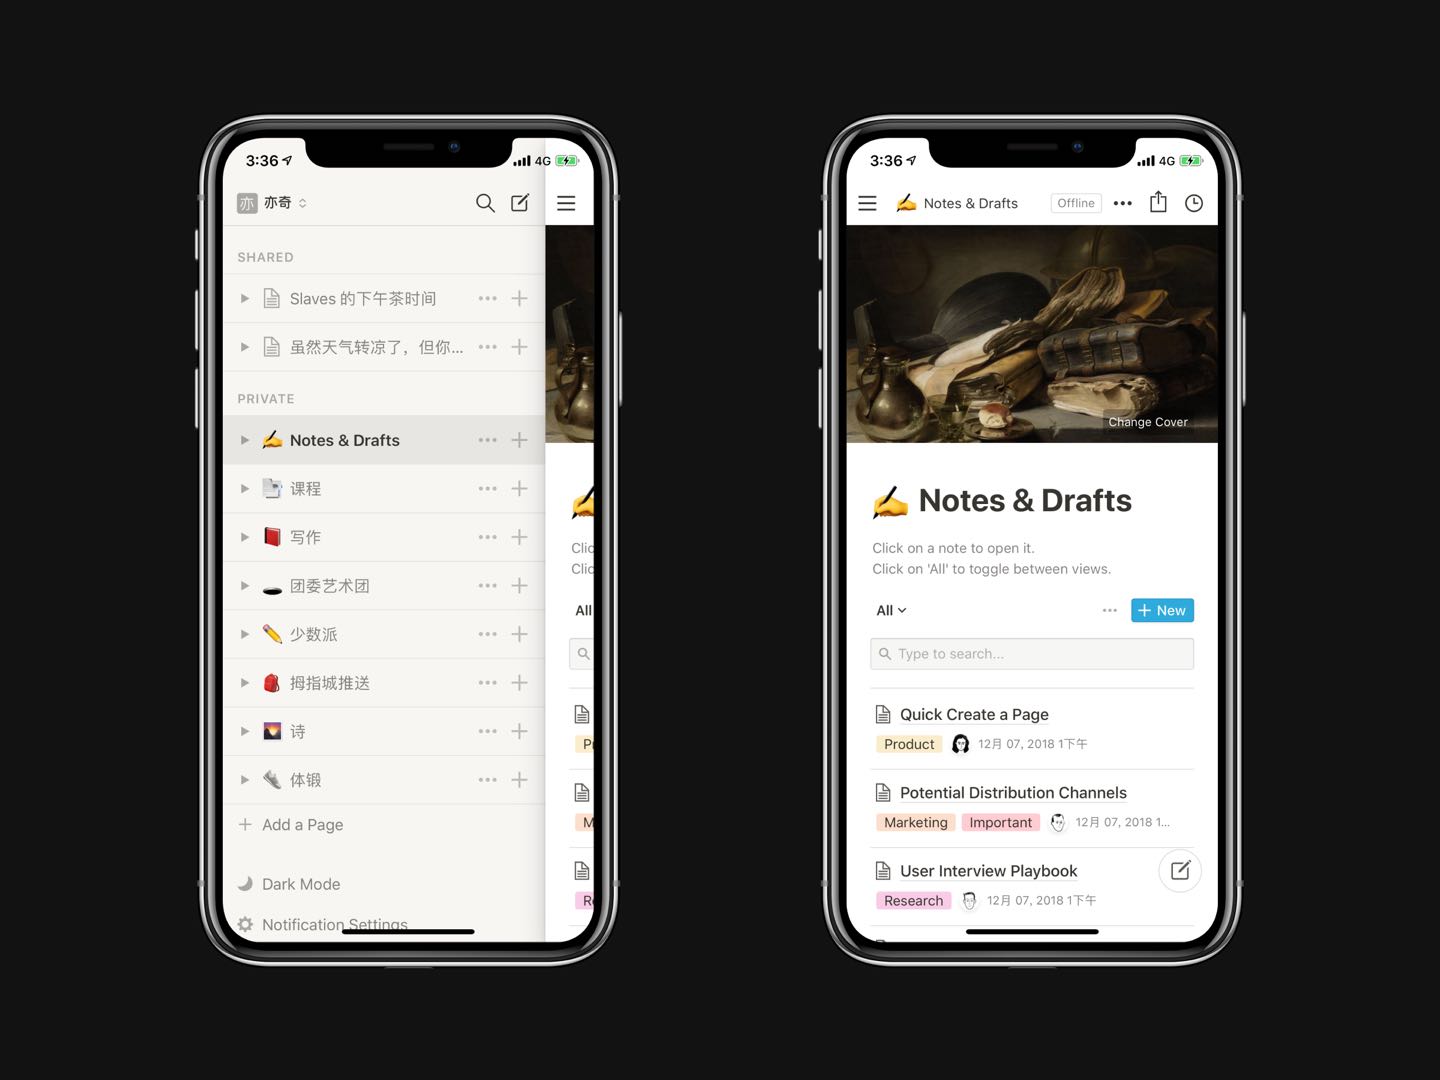 3:36
4G
亦 亦奇
SHARED
Slaves 的下午茶时间
虽然天气转凉了，但你...
PRIVATE
Notes & Drafts
课程
写作
团委艺术团
少数派
拇指城推送
诗
体锻
Add a Page
Dark Mode
Notification Settings
Clic
Clic
All
Pr
M
Re
3:36
4G
Notes & Drafts
Offline
Change Cover
Notes & Drafts
Click on a note to open it.
Click on 'All' to toggle between views.
All
New
Type to search...
Quick Create a Page
Product
12月 07, 2018 1下午
Potential Distribution Channels
Marketing Important
12月 07, 2018 1...
User Interview Playbook
Research
12月 07, 2018 1下午